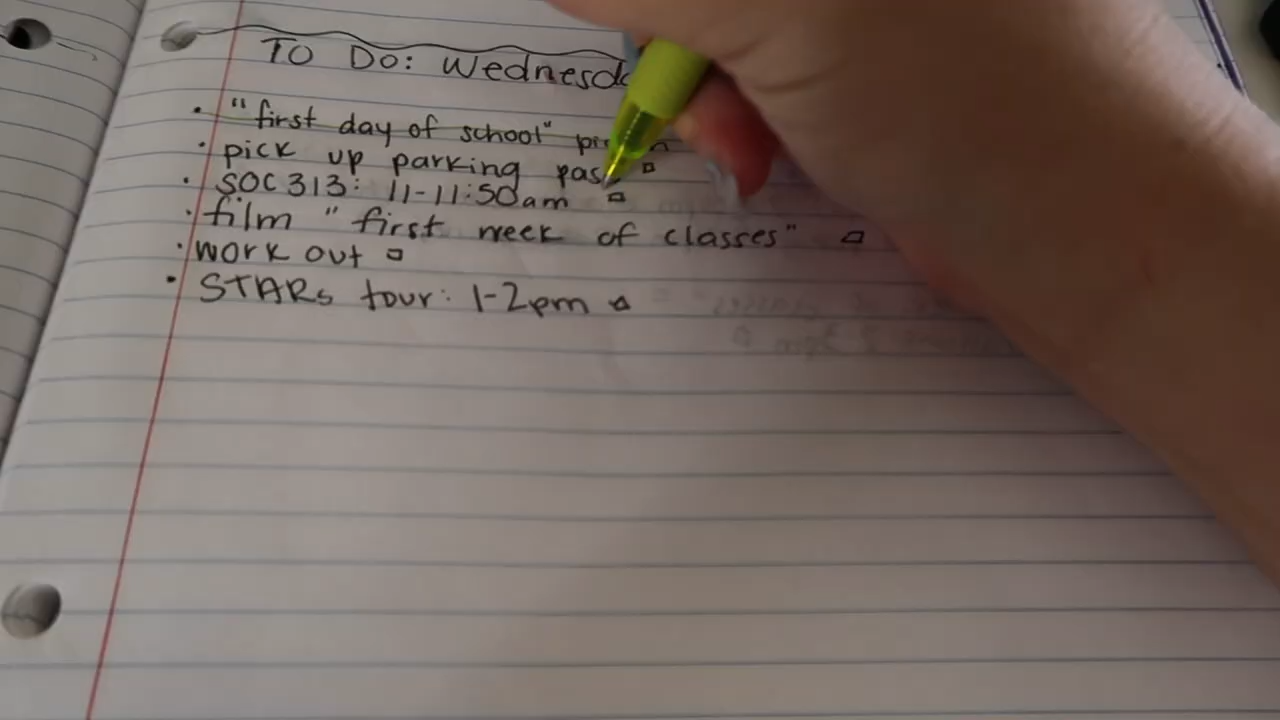 TO DO: Wednesd
• "first day of school"
• pick up parking pass
• SOC 313: 11-11:50am
• film "first week of classes"
• work out
• STARs tour: 1-2pm